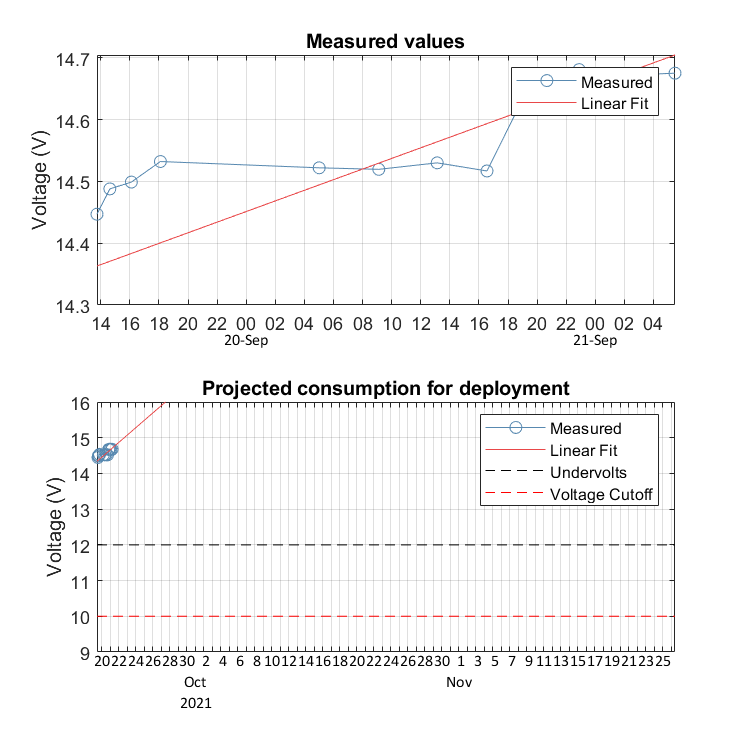 Measured values
Voltage (V)
14.7
14.6
14.5
14.4
14.3
Measured
Linear Fit
14 16 18 20 22 00 02 04 06 08 10 12 14 16 18 20 22 00 02 04
20-Sep 21-Sep
Projected consumption for deployment
Voltage (V)
16
15
14
13
12
11
10
9
Measured
Linear Fit
Undervolts
Voltage Cutoff
20 22 24 26 28 30 2 4 6 8 10 12 14 16 18 20 22 24 26 28 30 1 3 5 7 9 11 13 15 17 19 21 23 25
Oct Nov
2021